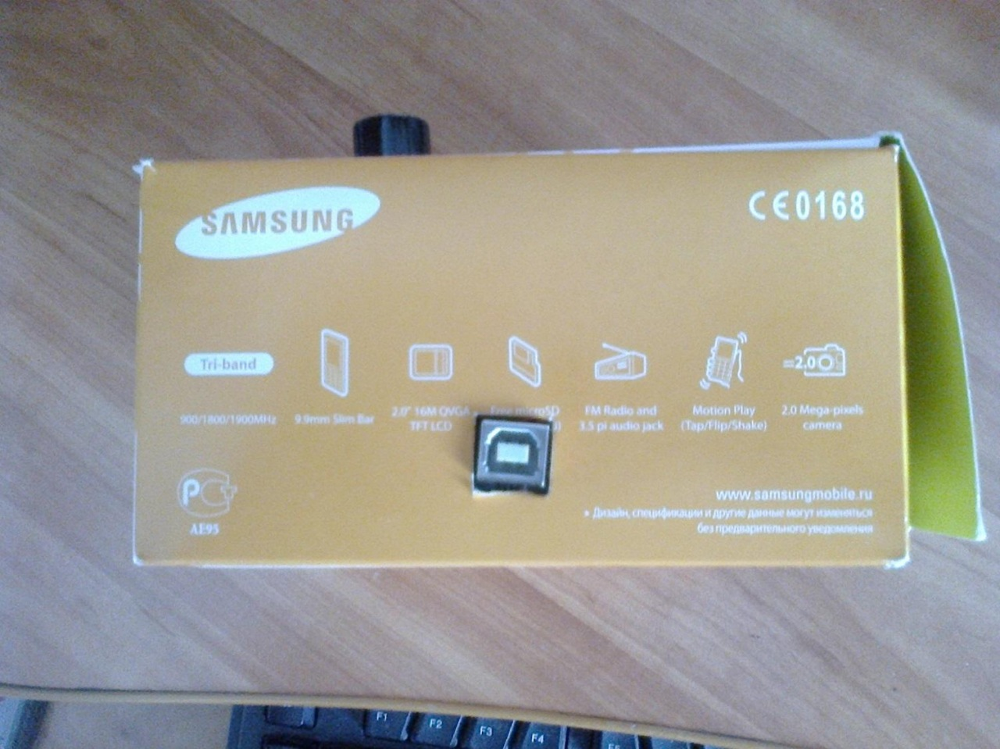 SAMSUNG
CE0168
Tri-band
=2.0
900/1800/1900MHz
9.9mm Slim Bar
2.0" 16M QVGA
TFT LCD
Free microSD
FM Radio and
3.5 pi audio jack
Motion Play
(Tap/Flip/Shake)
2.0 Mega-pixels
camera
PCT
AE95
www.samsungmobile.ru
* Дизайн, спецификации и другие данные могут изменяться
без предварительного уведомления
F1
F2
F3
F4
F5